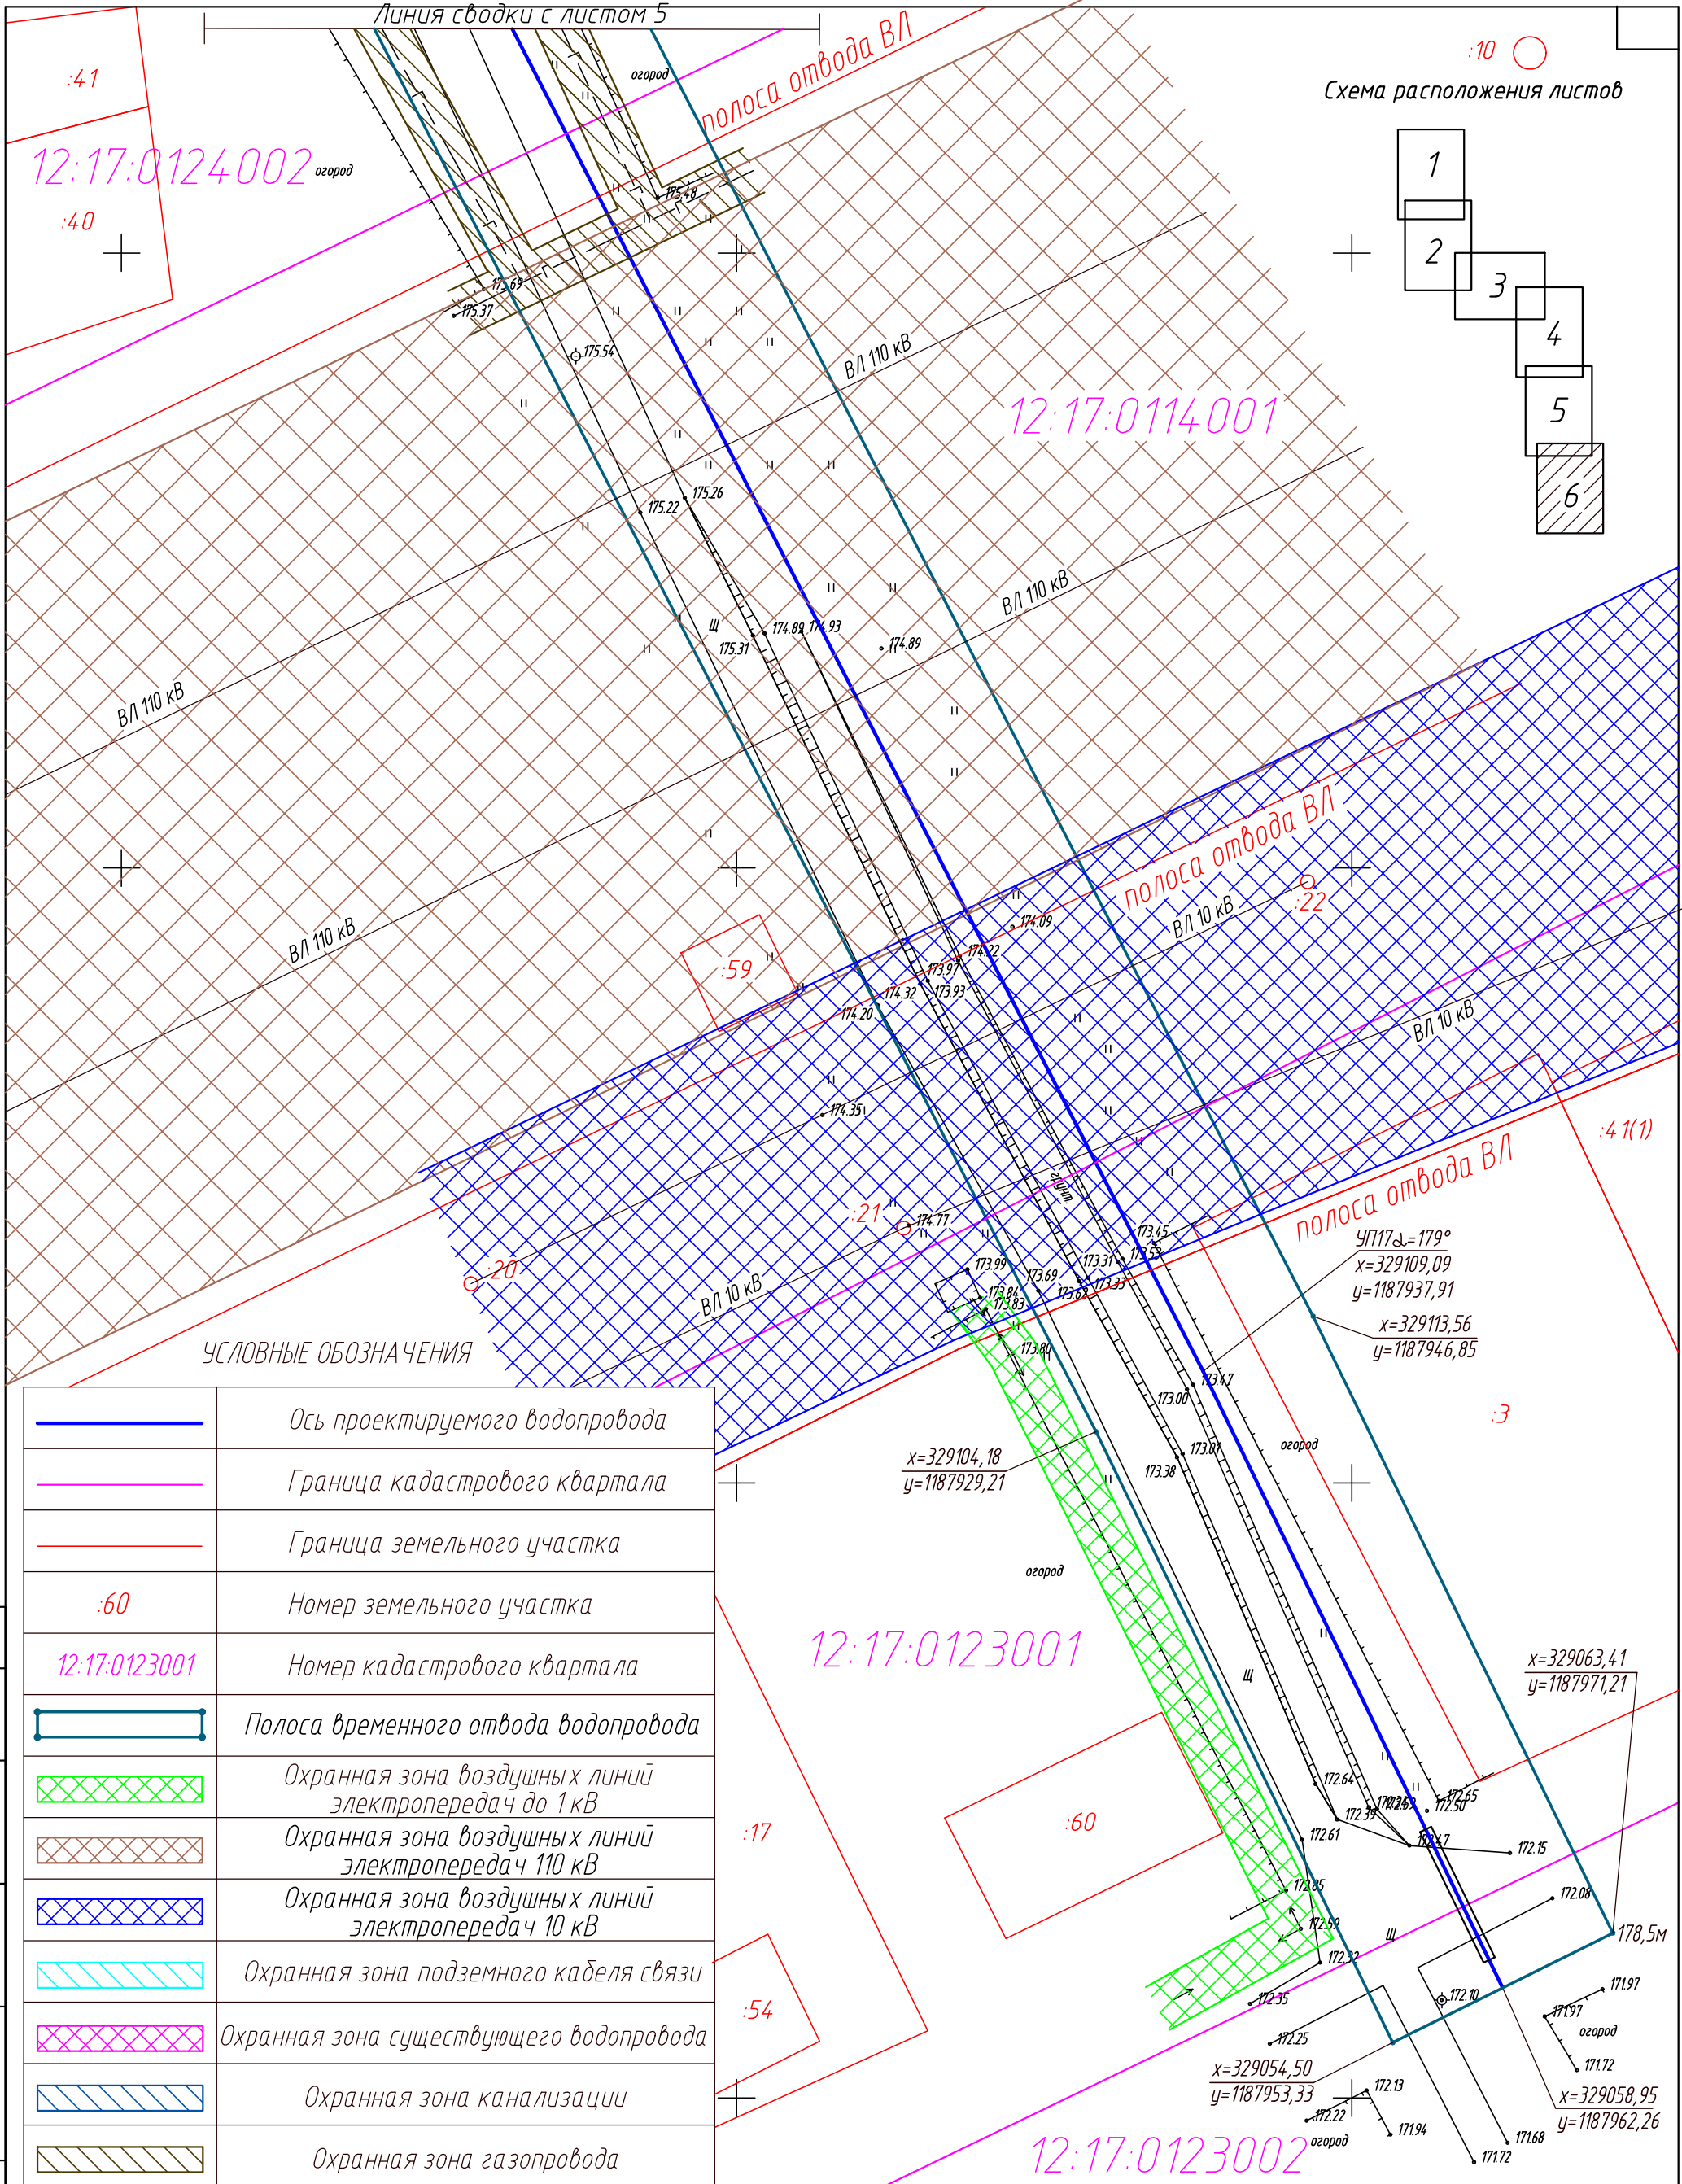 Линия сводки с листом 5
:10
Схема расположения листов
1
2
3
4
5
6
:41
12:17:0124002
:40
огород
огород
полоса отвода ВЛ
175.48
175.37
175.54
ВЛ 110 кВ
12:17:0114001
175.26
175.22
ВЛ 110 кВ
Щ
174.89
174.93
175.31
174.89
ВЛ 110 кВ
ВЛ 110 кВ
полоса отвода ВЛ
:22
ВЛ 10 кВ
174.09
174.22
:59
173.97
174.32
173.93
174.20
ВЛ 10 кВ
174.35
:41(1)
полоса отвода ВЛ
грунт.
:21
174.77
173.45
173.31
173.53
:20
173.99
173.69
173.33
173.84
173.83
ВЛ 10 кВ
УП17α=179°
x=329109,09
y=1187937,91
x=329113,56
y=1187946,85
173.47
173.00
:3
огород
173.01
173.38
x=329104,18
y=1187929,21
огород
12:17:0123001
Щ
x=329063,41
y=1187971,21
172.64
172.39
172.50
172.65
172.61
172.47
172.15
:17
:60
172.85
172.08
172.59
Щ
178,5м
172.32
172.35
172.10
171.97
171.97
огород
172.25
171.72
:54
x=329054,50
y=1187953,33
172.13
x=329058,95
y=1187962,26
172.22
171.94
огород
171.68
171.72
12:17:0123002
УСЛОВНЫЕ ОБОЗНАЧЕНИЯ
Ось проектируемого водопровода
Граница кадастрового квартала
Граница земельного участка
:60 Номер земельного участка
12:17:0123001 Номер кадастрового квартала
Полоса временного отвода водопровода
Охранная зона воздушных линий
электропередач до 1 кВ
Охранная зона воздушных линий
электропередач 110 кВ
Охранная зона воздушных линий
электропередач 10 кВ
Охранная зона подземного кабеля связи
Охранная зона существующего водопровода
Охранная зона канализации
Охранная зона газопровода